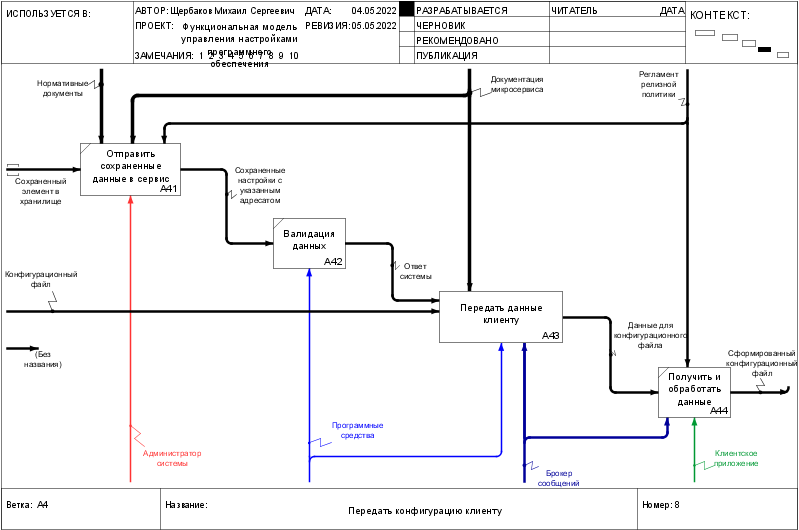 ИСПОЛЬЗУЕТСЯ В:
АВТОР: Щербаков Михаил Сергеевич
ДАТА: 04.05.2022
ПРОЕКТ: Функциональная модель
управления настройками
программного
обеспечения
РЕВИЗИЯ: 05.05.2022
ЗАМЕЧАНИЯ: 1 2 3 4 5 6 7 8 9 10
РАЗРАБАТЫВАЕТСЯ
ЧЕРНОВИК
РЕКОМЕНДОВАНО
ПУБЛИКАЦИЯ
ЧИТАТЕЛЬ
ДАТА
КОНТЕКСТ:
Нормативные
документы
Документация
микросервиса
Регламент
релизной
политики
Отправить
сохраненные
данные в сервис
A41
Сохраненный
элемент в
хранилище
Сохраненные
настройки с
указанным
адресатом
Валидация
данных
A42
Ответ
системы
Конфигурационный
файл
Передать данные
клиенту
A43
(Без
названия)
Данные для
конфигурационного
файла
Сформированный
конфигурационный
файл
Получить и
обработать
данные
A44
Администратор
системы
Программные
средства
Брокер
сообщений
Клиентское
приложение
Ветка: A4
Название:
Передать конфигурацию клиенту
Номер: 8